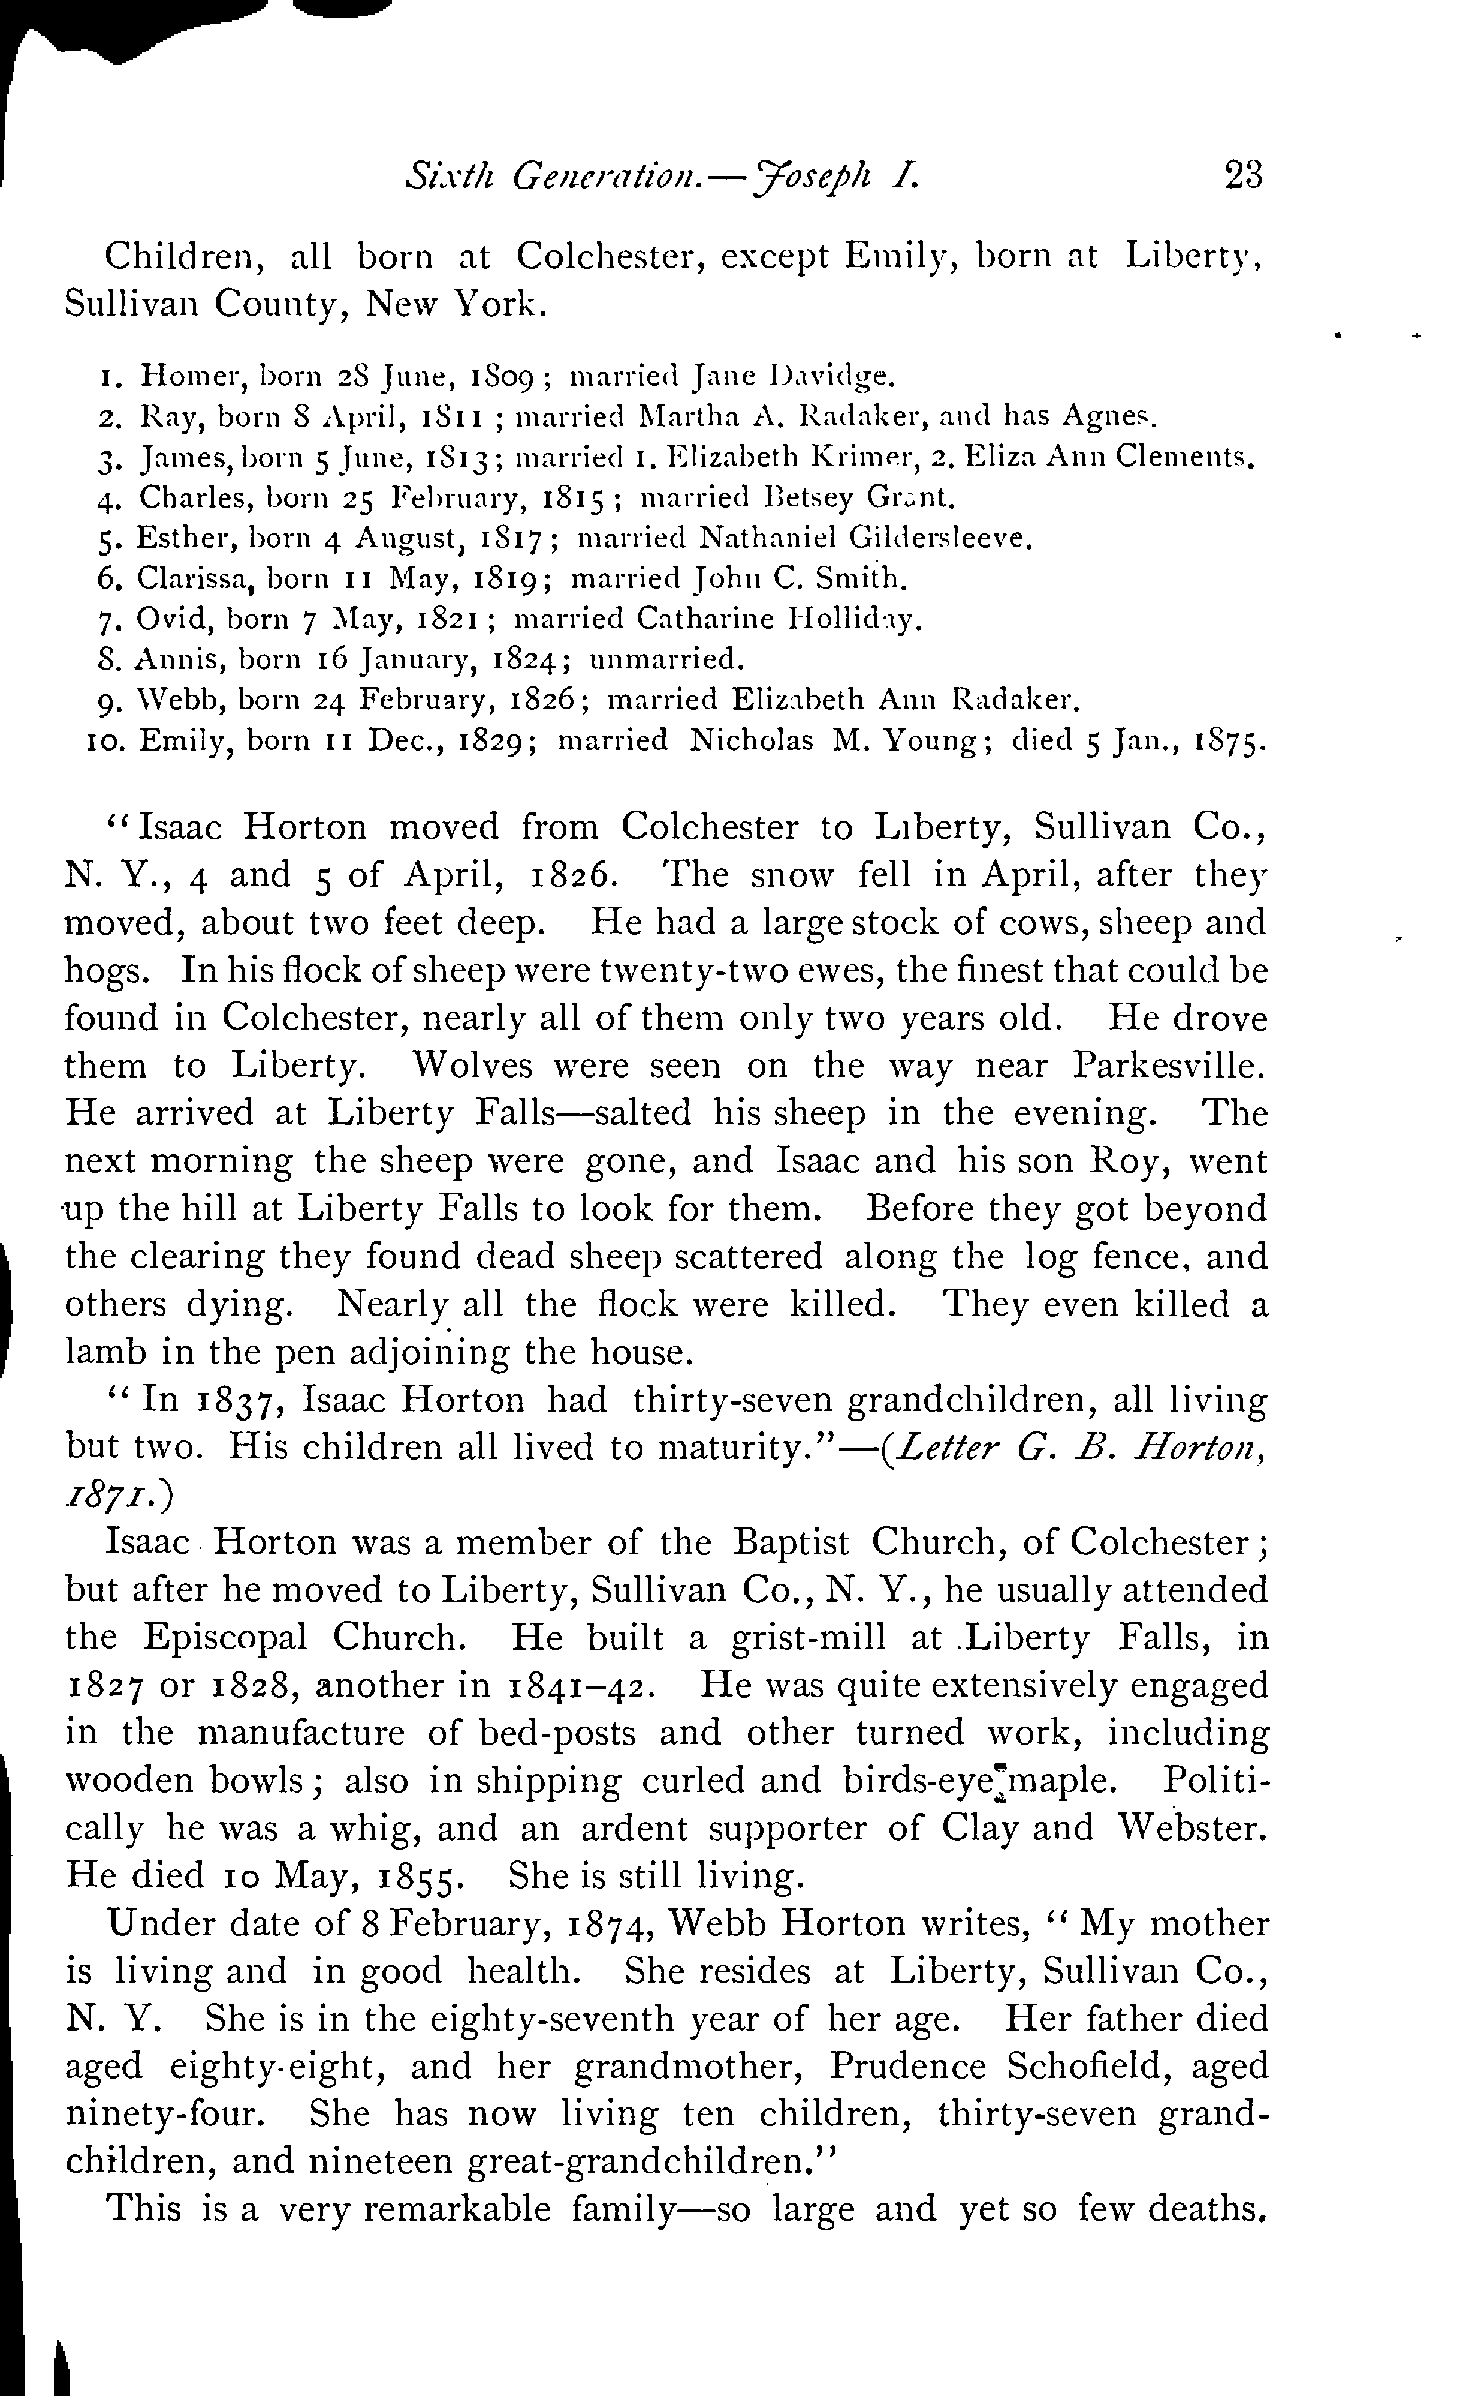 Sixth Generation.—Joseph I. 23
Children, all born at Colchester, except Emily, born at Liberty,
Sullivan County, New York.
1. Homer, born 28 June, 1809; married Jane Davidge.
2. Ray, born 8 April, 1811; married Martha A. Radaker, and has Agnes.
3. James, born 5 June, 1813; married 1. Elizabeth Krimer, 2. Eliza Ann Clements.
4. Charles, born 25 February, 1815; married Betsey Grant.
5. Esther, born 4 August, 1817; married Nathaniel Gildersleeve.
6. Clarissa, born 11 May, 1819; married John C. Smith.
7. Ovid, born 7 May, 1821; married Catharine Holliday.
8. Annis, born 16 January, 1824; unmarried.
9. Webb, born 24 February, 1826; married Elizabeth Ann Radaker.
10. Emily, born 11 Dec., 1829; married Nicholas M. Young; died 5 Jan., 1875.
"Isaac Horton moved from Colchester to Liberty, Sullivan Co.,
N. Y., 4 and 5 of April, 1826. The snow fell in April, after they
moved, about two feet deep. He had a large stock of cows, sheep and
hogs. In his flock of sheep were twenty-two ewes, the finest that could be
found in Colchester, nearly all of them only two years old. He drove
them to Liberty. Wolves were seen on the way near Parkesville.
He arrived at Liberty Falls—salted his sheep in the evening. The
next morning the sheep were gone, and Isaac and his son Roy, went
up the hill at Liberty Falls to look for them. Before they got beyond
the clearing they found dead sheep scattered along the log fence, and
others dying. Nearly all the flock were killed. They even killed a
lamb in the pen adjoining the house.
"In 1837, Isaac Horton had thirty-seven grandchildren, all living
but two. His children all lived to maturity."—(Letter G. B. Horton,
1871.)
Isaac Horton was a member of the Baptist Church, of Colchester;
but after he moved to Liberty, Sullivan Co., N. Y., he usually attended
the Episcopal Church. He built a grist-mill at Liberty Falls, in
1827 or 1828, another in 1841–42. He was quite extensively engaged
in the manufacture of bed-posts and other turned work, including
wooden bowls; also in shipping curled and birds-eye maple. Politi-
cally he was a whig, and an ardent supporter of Clay and Webster.
He died 10 May, 1855. She is still living.
Under date of 8 February, 1874, Webb Horton writes, "My mother
is living and in good health. She resides at Liberty, Sullivan Co.,
N. Y. She is in the eighty-seventh year of her age. Her father died
aged eighty-eight, and her grandmother, Prudence Schofield, aged
ninety-four. She has now living ten children, thirty-seven grand-
children, and nineteen great-grandchildren."
This is a very remarkable family—so large and yet so few deaths.